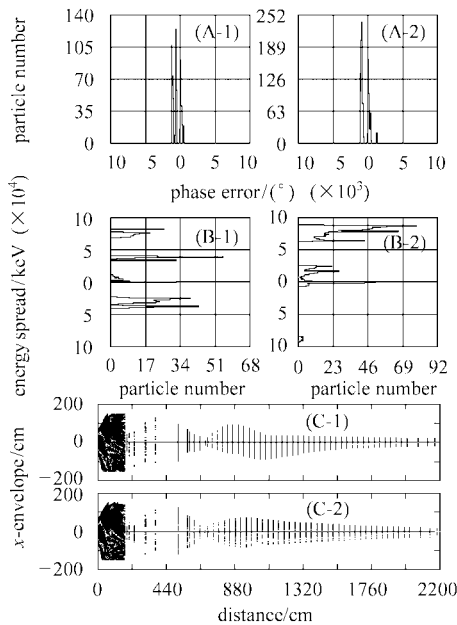 140 252
(A-1) (A-2)
105 189
70 126
35 63
0 0
particle number
10 5 0 5 10 10 5 0 5 10
phase error/(°) (×10³)
10 10
(B-1) (B-2)
5 5
0 0
5 5
10 10
energy spread/keV (×10⁴)
0 17 34 51 68 0 23 46 69 92
particle number particle number
200
(C-1)
0
−200
200
(C-2)
0
−200
x-envelope/cm
0 440 880 1320 1760 2200
distance/cm